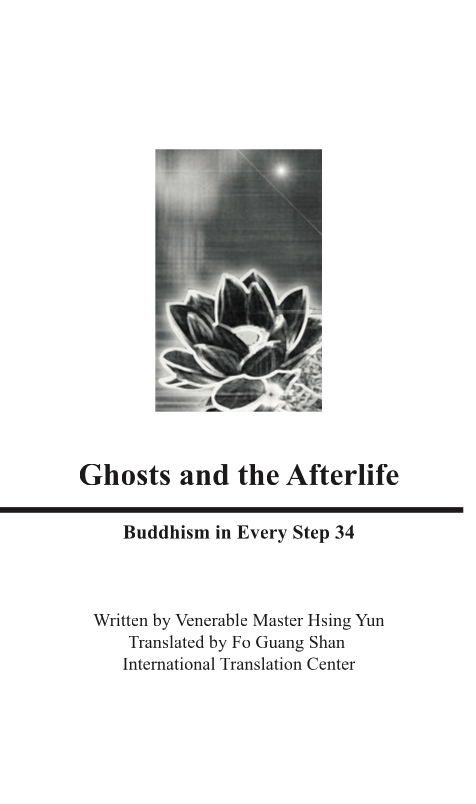 Ghosts and the Afterlife
Buddhism in Every Step 34
Written by Venerable Master Hsing Yun
Translated by Fo Guang Shan
International Translation Center